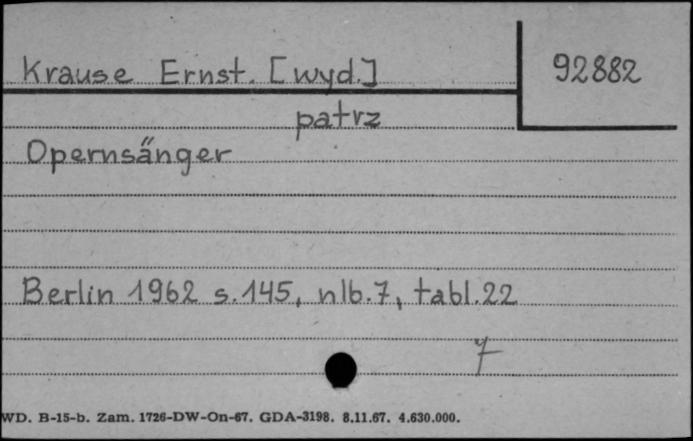 Krause Ernst. [wyd.]
92882
patrz
Opernsänger
Berlin 1962 s.145, nlb.7, tabl.22
7
WD. B-15-b. Zam. 1726-DW-On-67. GDA-3198. 8.11.67. 4.630.000.